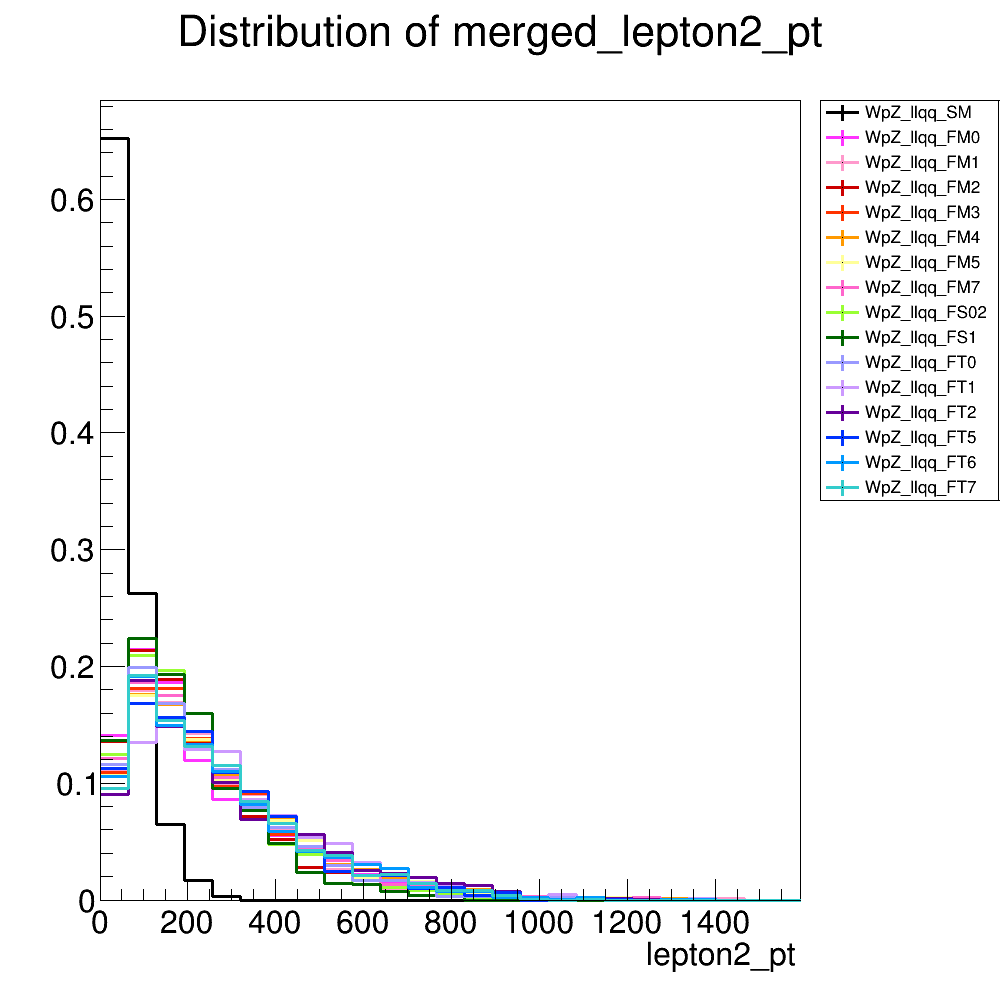 Distribution of merged_lepton2_pt
WpZ_llqq_SM
WpZ_llqq_FM0
WpZ_llqq_FM1
WpZ_llqq_FM2
WpZ_llqq_FM3
WpZ_llqq_FM4
WpZ_llqq_FM5
WpZ_llqq_FM7
WpZ_llqq_FS02
WpZ_llqq_FS1
WpZ_llqq_FT0
WpZ_llqq_FT1
WpZ_llqq_FT2
WpZ_llqq_FT5
WpZ_llqq_FT6
WpZ_llqq_FT7
0.6
0.5
0.4
0.3
0.2
0.1
0
0 200 400 600 800 1000 1200 1400
lepton2_pt